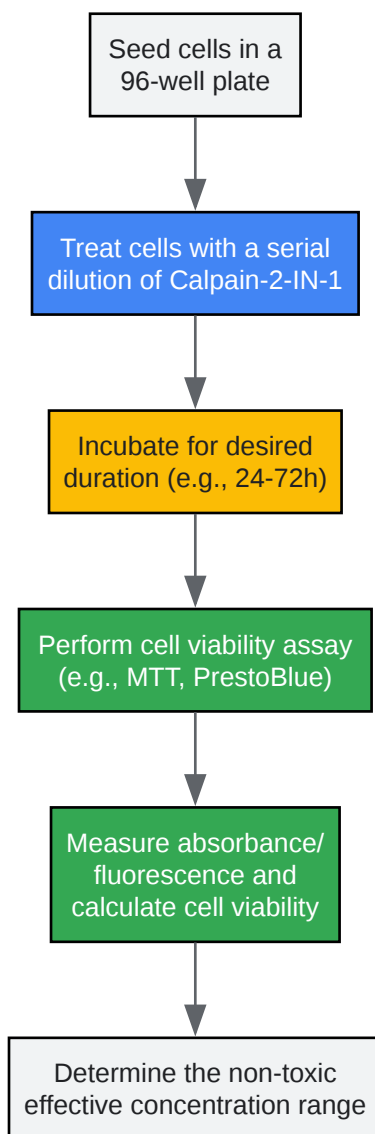 Seed cells in a
96-well plate
Treat cells with a serial
dilution of Calpain-2-IN-1
Incubate for desired
duration (e.g., 24-72h)
Perform cell viability assay
(e.g., MTT, PrestoBlue)
Measure absorbance/
fluorescence and
calculate cell viability
Determine the non-toxic
effective concentration range